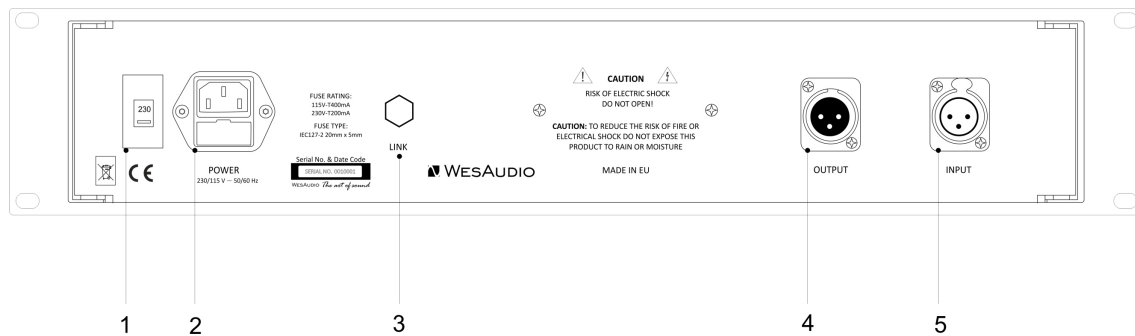 230
CE
POWER
230/115 V ~ 50/60 Hz
FUSE RATING:
115V-T400mA
230V-T200mA
FUSE TYPE:
IEC127-2 20mm x 5mm
Serial No. & Date Code
SERIAL NO. 0010001
WESAUDIO The art of sound
LINK
WESAUDIO
CAUTION
RISK OF ELECTRIC SHOCK
DO NOT OPEN!
CAUTION: TO REDUCE THE RISK OF FIRE OR
ELECTRICAL SHOCK DO NOT EXPOSE THIS
PRODUCT TO RAIN OR MOISTURE
MADE IN EU
OUTPUT
INPUT
1
2
3
4
5